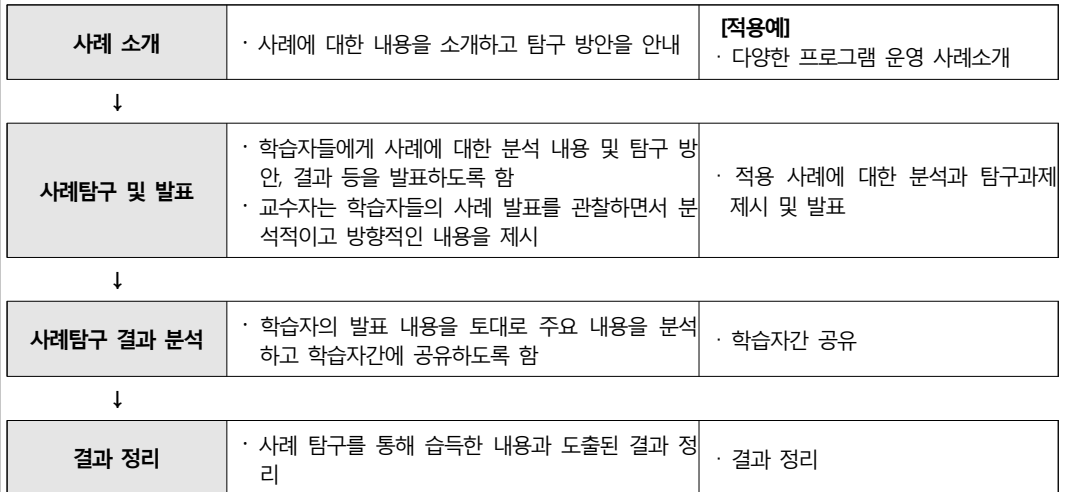 사례 소개
· 사례에 대한 내용을 소개하고 탐구 방안을 안내
[적용예]
· 다양한 프로그램 운영 사례소개
↓
사례탐구 및 발표
· 학습자들에게 사례에 대한 분석 내용 및 탐구 방
안, 결과 등을 발표하도록 함
· 교수자는 학습자들의 사례 발표를 관찰하면서 분
석적이고 방향적인 내용을 제시
· 적용 사례에 대한 분석과 탐구과제
제시 및 발표
↓
사례탐구 결과 분석
· 학습자의 발표 내용을 토대로 주요 내용을 분석
하고 학습자간에 공유하도록 함
· 학습자간 공유
↓
결과 정리
· 사례 탐구를 통해 습득한 내용과 도출된 결과 정
리
· 결과 정리